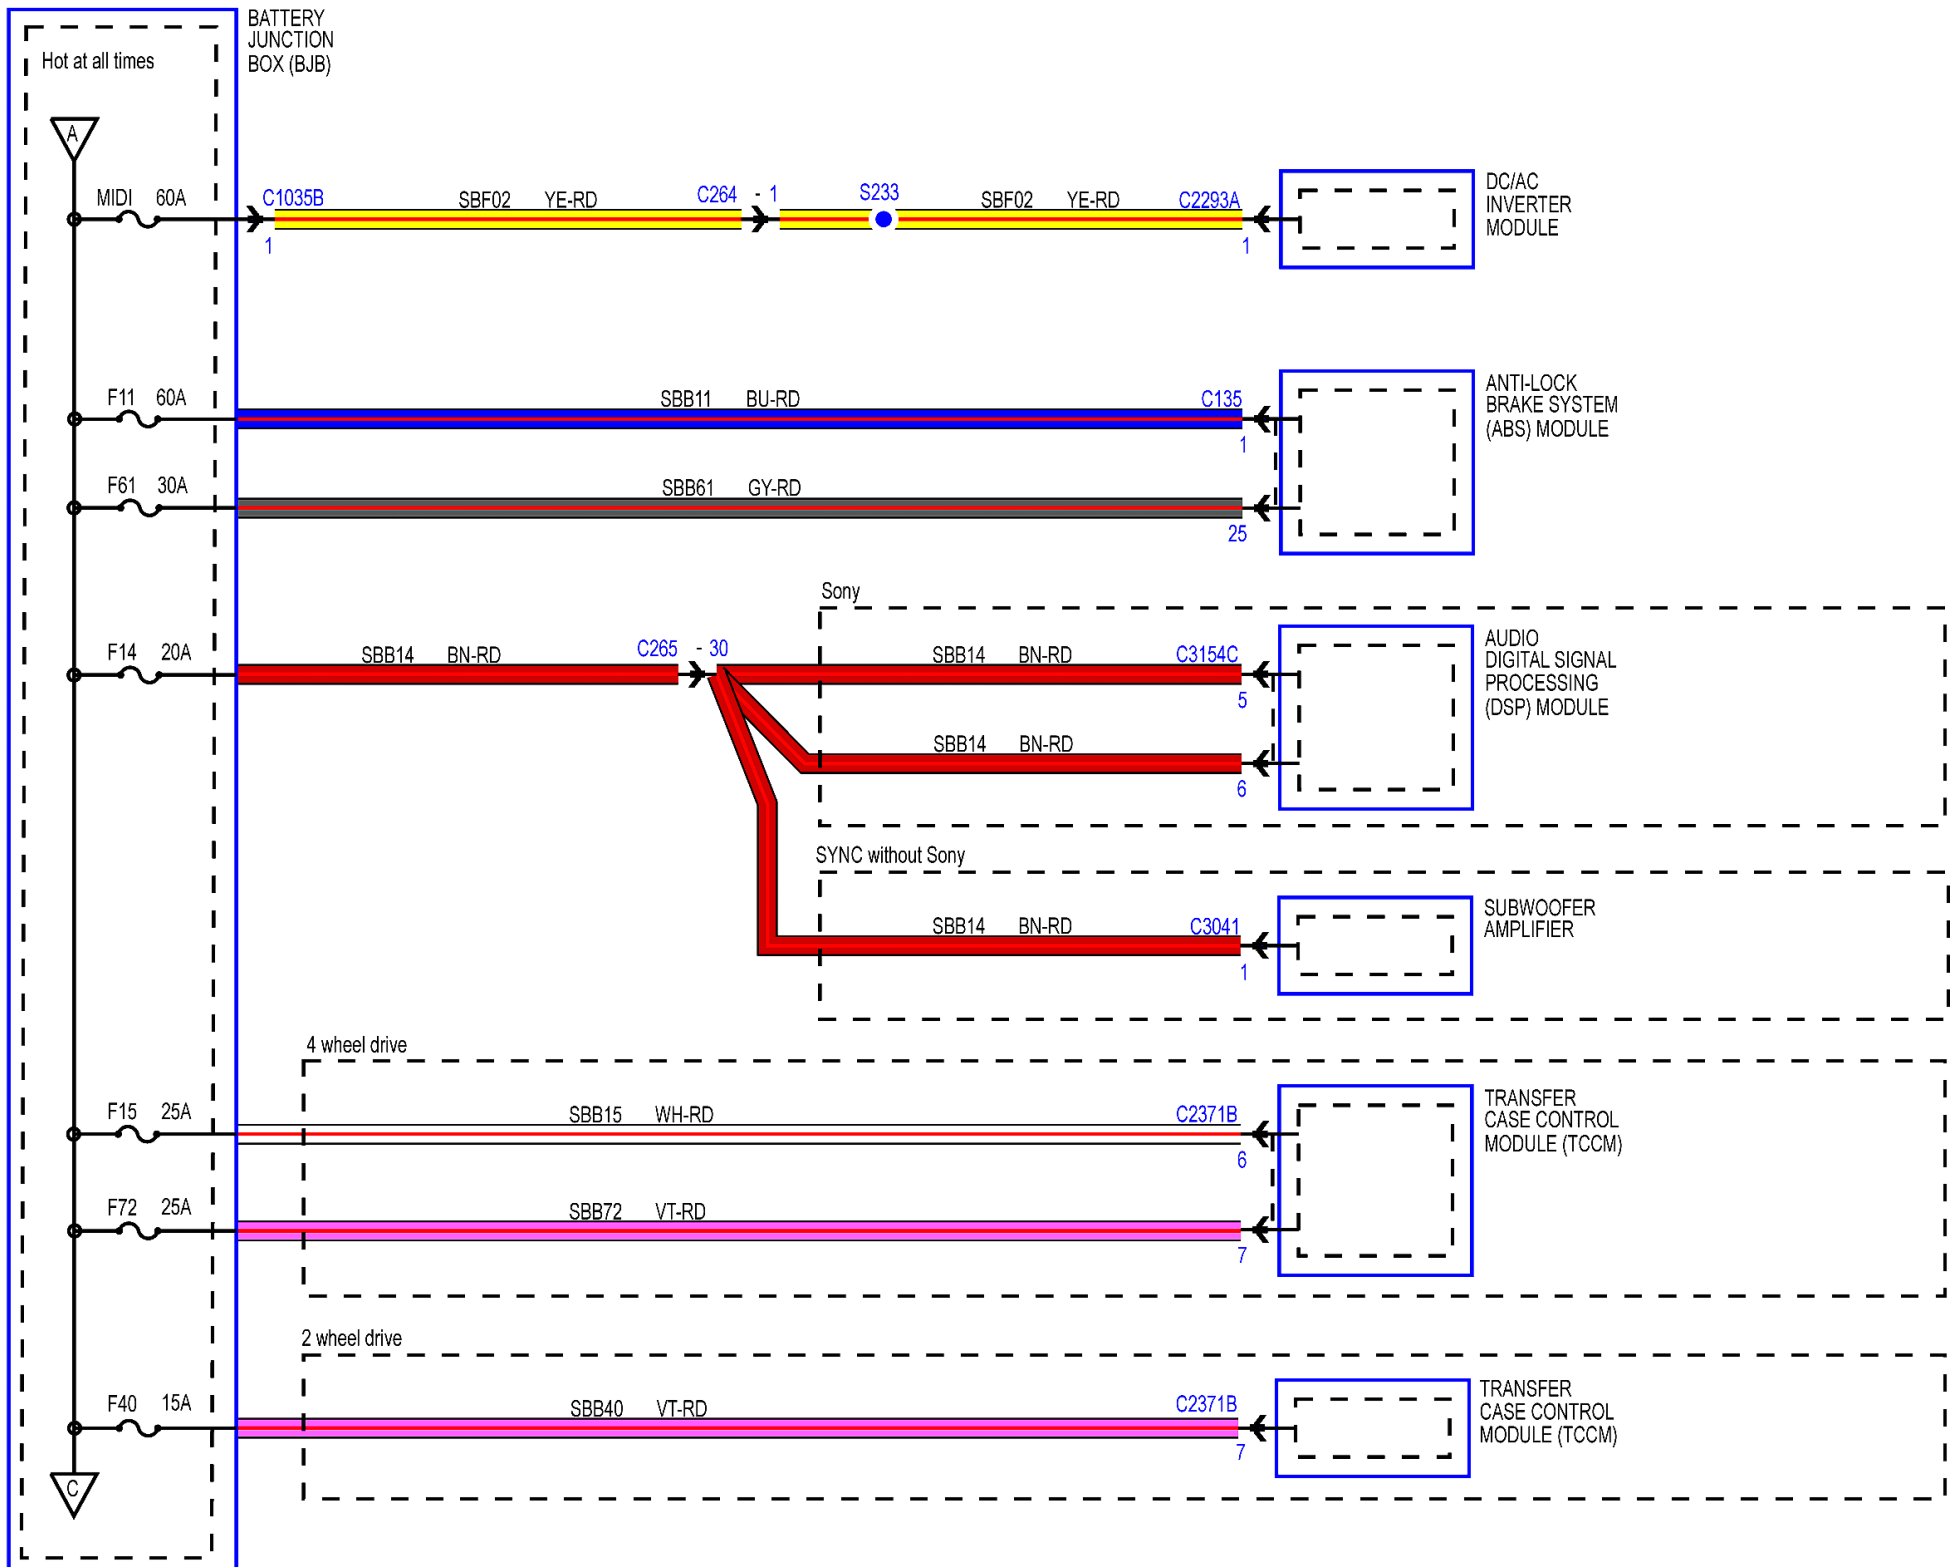 BATTERY
JUNCTION
BOX (BJB)
Hot at all times
A
MIDI 60A
C1035B
1
SBF02 YE-RD
C264 - 1
S233
SBF02 YE-RD
C2293A
1
DC/AC
INVERTER
MODULE
F11 60A
SBB11 BU-RD
C135
1
ANTI-LOCK
BRAKE SYSTEM
(ABS) MODULE
F61 30A
SBB61 GY-RD
25
Sony
F14 20A
SBB14 BN-RD
C265 - 30
SBB14 BN-RD
C3154C
5
AUDIO
DIGITAL SIGNAL
PROCESSING
(DSP) MODULE
SBB14 BN-RD
6
SYNC without Sony
SBB14 BN-RD
C3041
1
SUBWOOFER
AMPLIFIER
4 wheel drive
F15 25A
SBB15 WH-RD
C2371B
6
TRANSFER
CASE CONTROL
MODULE (TCCM)
F72 25A
SBB72 VT-RD
7
2 wheel drive
F40 15A
SBB40 VT-RD
C2371B
7
TRANSFER
CASE CONTROL
MODULE (TCCM)
C